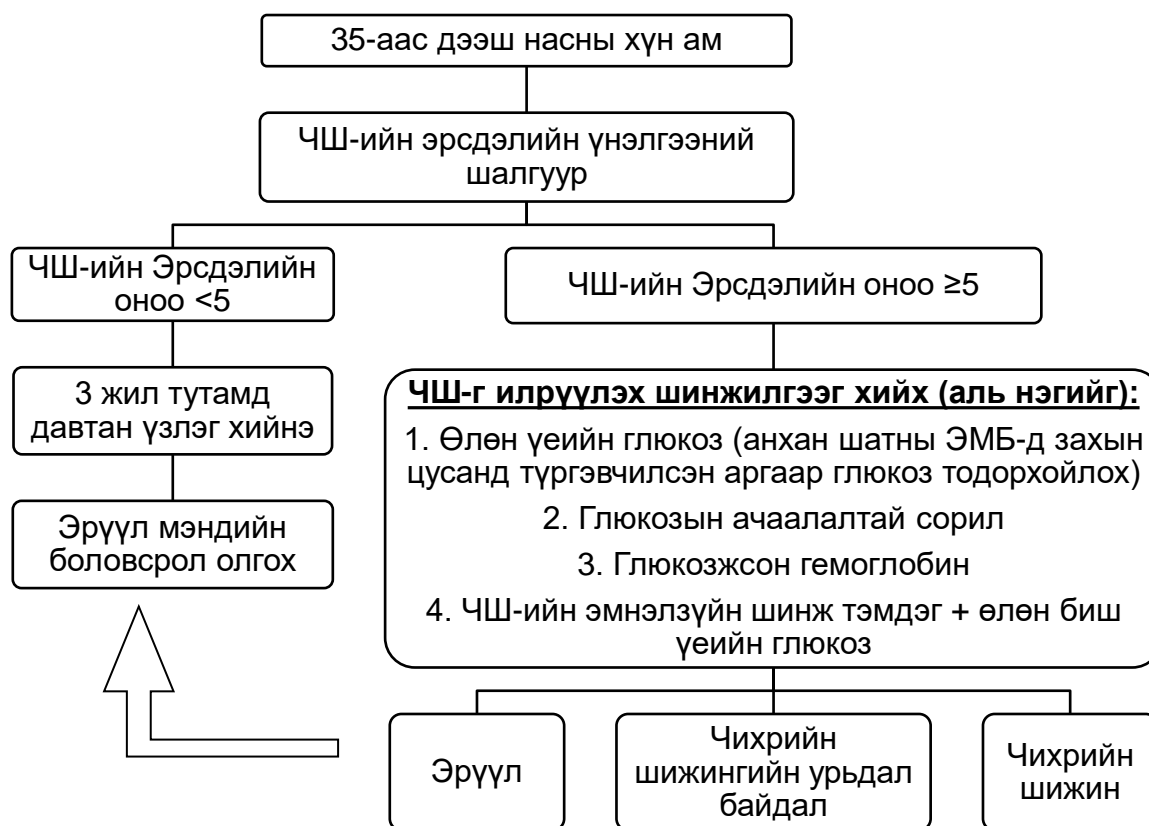 35-аас дээш насны хүн ам
ЧШ-ийн эрсдэлийн үнэлгээний
шалгуур
ЧШ-ийн Эрсдэлийн
оноо <5
ЧШ-ийн Эрсдэлийн оноо ≥5
3 жил тутамд
давтан үзлэг хийнэ
Эрүүл мэндийн
боловсрол олгох
ЧШ-г илрүүлэх шинжилгээг хийх (аль нэгийг):
1. Өлөн үеийн глюкоз (анхан шатны ЭМБ-д захын
цусанд түргэвчилсэн аргаар глюкоз тодорхойлох)
2. Глюкозын ачаалалтай сорил
3. Глюкозжсон гемоглобин
4. ЧШ-ийн эмнэлзүйн шинж тэмдэг + өлөн биш
үеийн глюкоз
Эрүүл
Чихрийн
шижингийн урьдал
байдал
Чихрийн
шижин